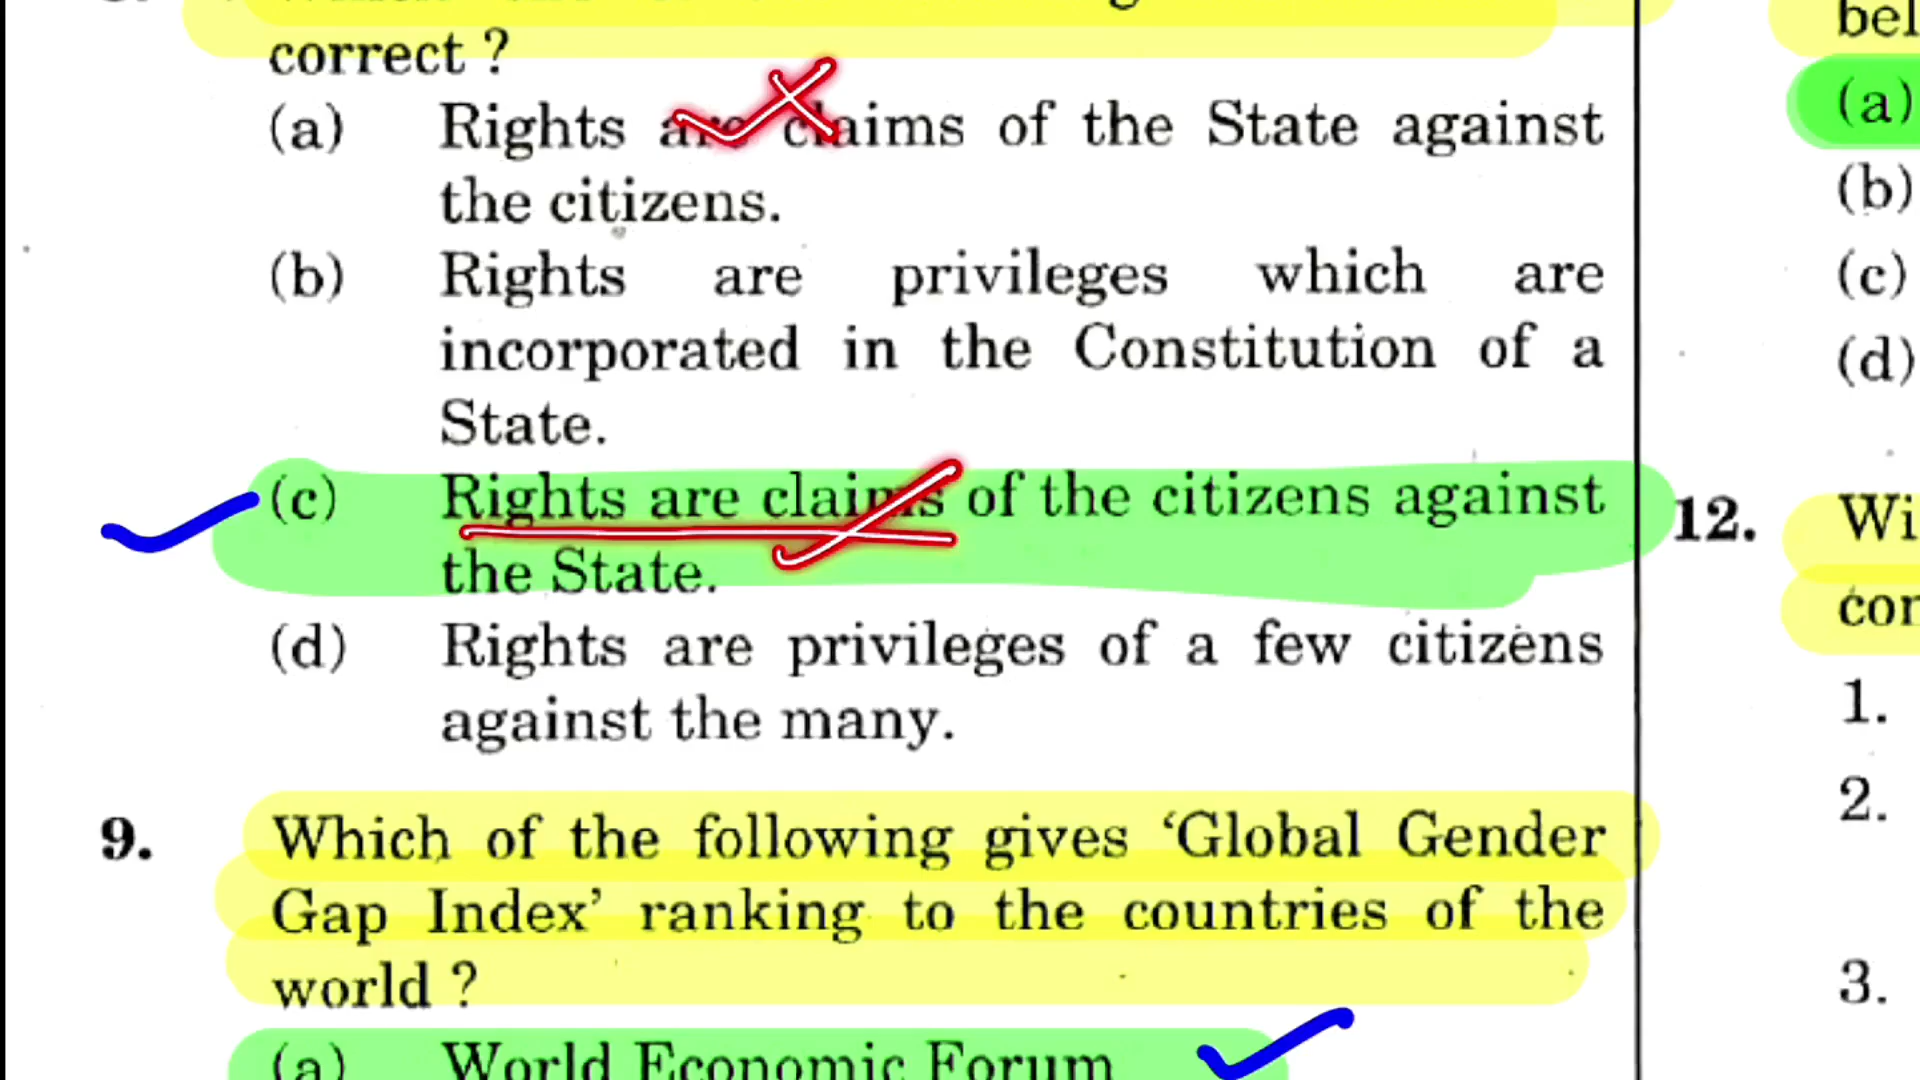 correct ?
(a) Rights are claims of the State against
the citizens.
(b) Rights are privileges which are
incorporated in the Constitution of a
State.
(c) Rights are claims of the citizens against
the State.
(d) Rights are privileges of a few citizens
against the many.
9. Which of the following gives ‘Global Gender
Gap Index’ ranking to the countries of the
world ?
(a) World Economic Forum
bel
(a)
(b)
(c)
(d)
12. Wi
con
1.
2.
3.